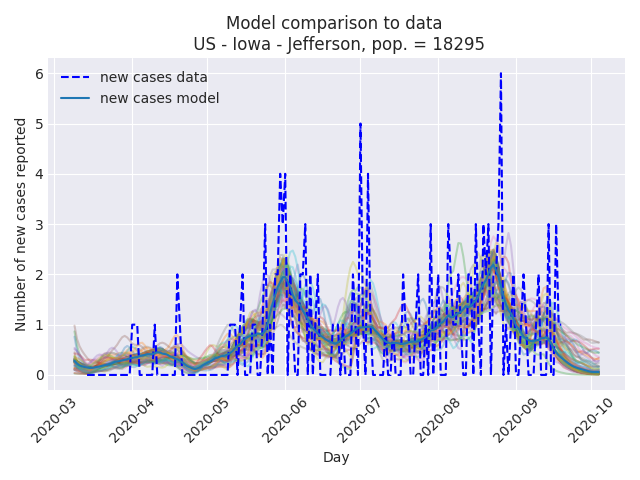 Model comparison to data
US - Iowa - Jefferson, pop. = 18295
new cases data
new cases model
Number of new cases reported
6
5
4
3
2
1
0
2020-03
2020-04
2020-05
2020-06
2020-07
2020-08
2020-09
2020-10
Day